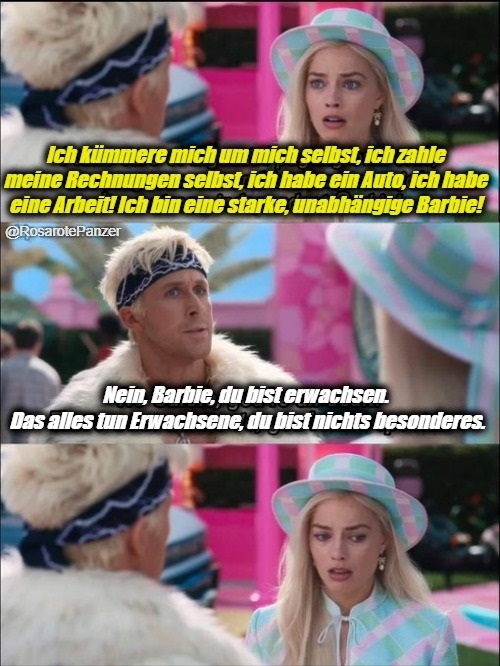 Ich kümmere mich um mich selbst, ich zahle
meine Rechnungen selbst, ich habe ein Auto, ich habe
eine Arbeit! Ich bin eine starke, unabhängige Barbie!
@RosarotePanzer
Nein, Barbie, du bist erwachsen.
Das alles tun Erwachsene, du bist nichts besonderes.